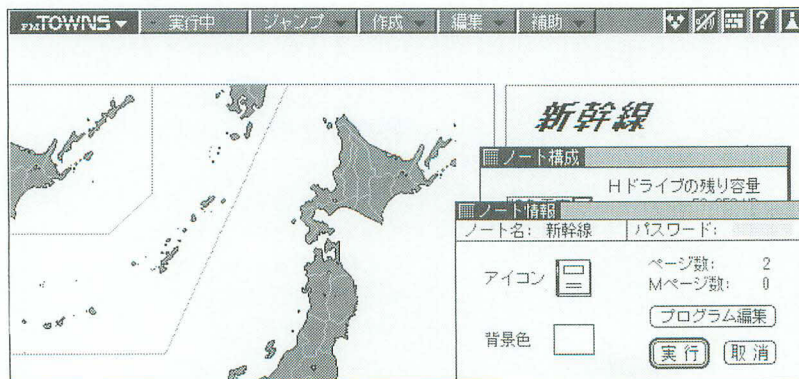 FMTOWNS 実行中 ジャンプ 作成 編集 補助 ?
新幹線
ノート構成
Hドライブの残り容量
ノート情報
ノート名: 新幹線 パスワード:
アイコン
ページ数: 2
Mページ数: 0
プログラム編集
背景色
実行 取消